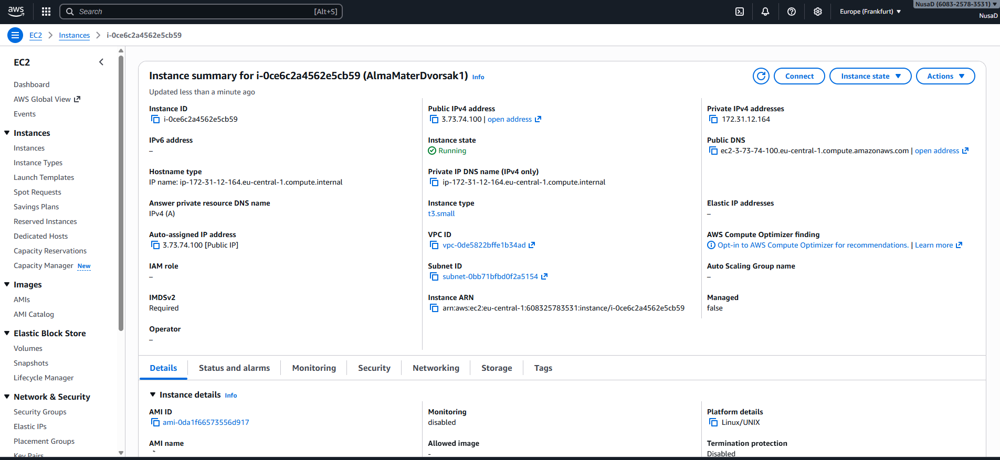 aws
Search [Alt+S]
Europe (Frankfurt)
NusaD (6083-2578-3531)
NusaD
EC2 Instances i-0ce6c2a4562e5cb59
EC2
Dashboard
AWS Global View
Events
Instances
Instances
Instance Types
Launch Templates
Spot Requests
Savings Plans
Reserved Instances
Dedicated Hosts
Capacity Reservations
Capacity Manager New
Images
AMIs
AMI Catalog
Elastic Block Store
Volumes
Snapshots
Lifecycle Manager
Network & Security
Security Groups
Elastic IPs
Placement Groups
Key Pairs
Instance summary for i-0ce6c2a4562e5cb59 (AlmaMaterDvorsak1) Info
Connect
Instance state
Actions
Updated less than a minute ago
Instance ID
i-0ce6c2a4562e5cb59
Public IPv4 address
3.73.74.100 | open address
Private IPv4 addresses
172.31.12.164
IPv6 address
–
Instance state
Running
Public DNS
ec2-3-73-74-100.eu-central-1.compute.amazonaws.com | open address
Hostname type
IP name: ip-172-31-12-164.eu-central-1.compute.internal
Private IP DNS name (IPv4 only)
ip-172-31-12-164.eu-central-1.compute.internal
Answer private resource DNS name
IPv4 (A)
Instance type
t3.small
Elastic IP addresses
–
Auto-assigned IP address
3.73.74.100 [Public IP]
VPC ID
vpc-0de5822bffe1b34ad
AWS Compute Optimizer finding
Opt-in to AWS Compute Optimizer for recommendations. | Learn more
IAM role
–
Subnet ID
subnet-0bb71bfbd0f2a5154
Auto Scaling Group name
–
IMDSv2
Required
Instance ARN
arn:aws:ec2:eu-central-1:608325783531:instance/i-0ce6c2a4562e5cb59
Managed
false
Operator
–
Details
Status and alarms
Monitoring
Security
Networking
Storage
Tags
Instance details Info
AMI ID
ami-0da1f66573556d917
Monitoring
disabled
Platform details
Linux/UNIX
AMI name
Allowed image
-
Termination protection
Disabled